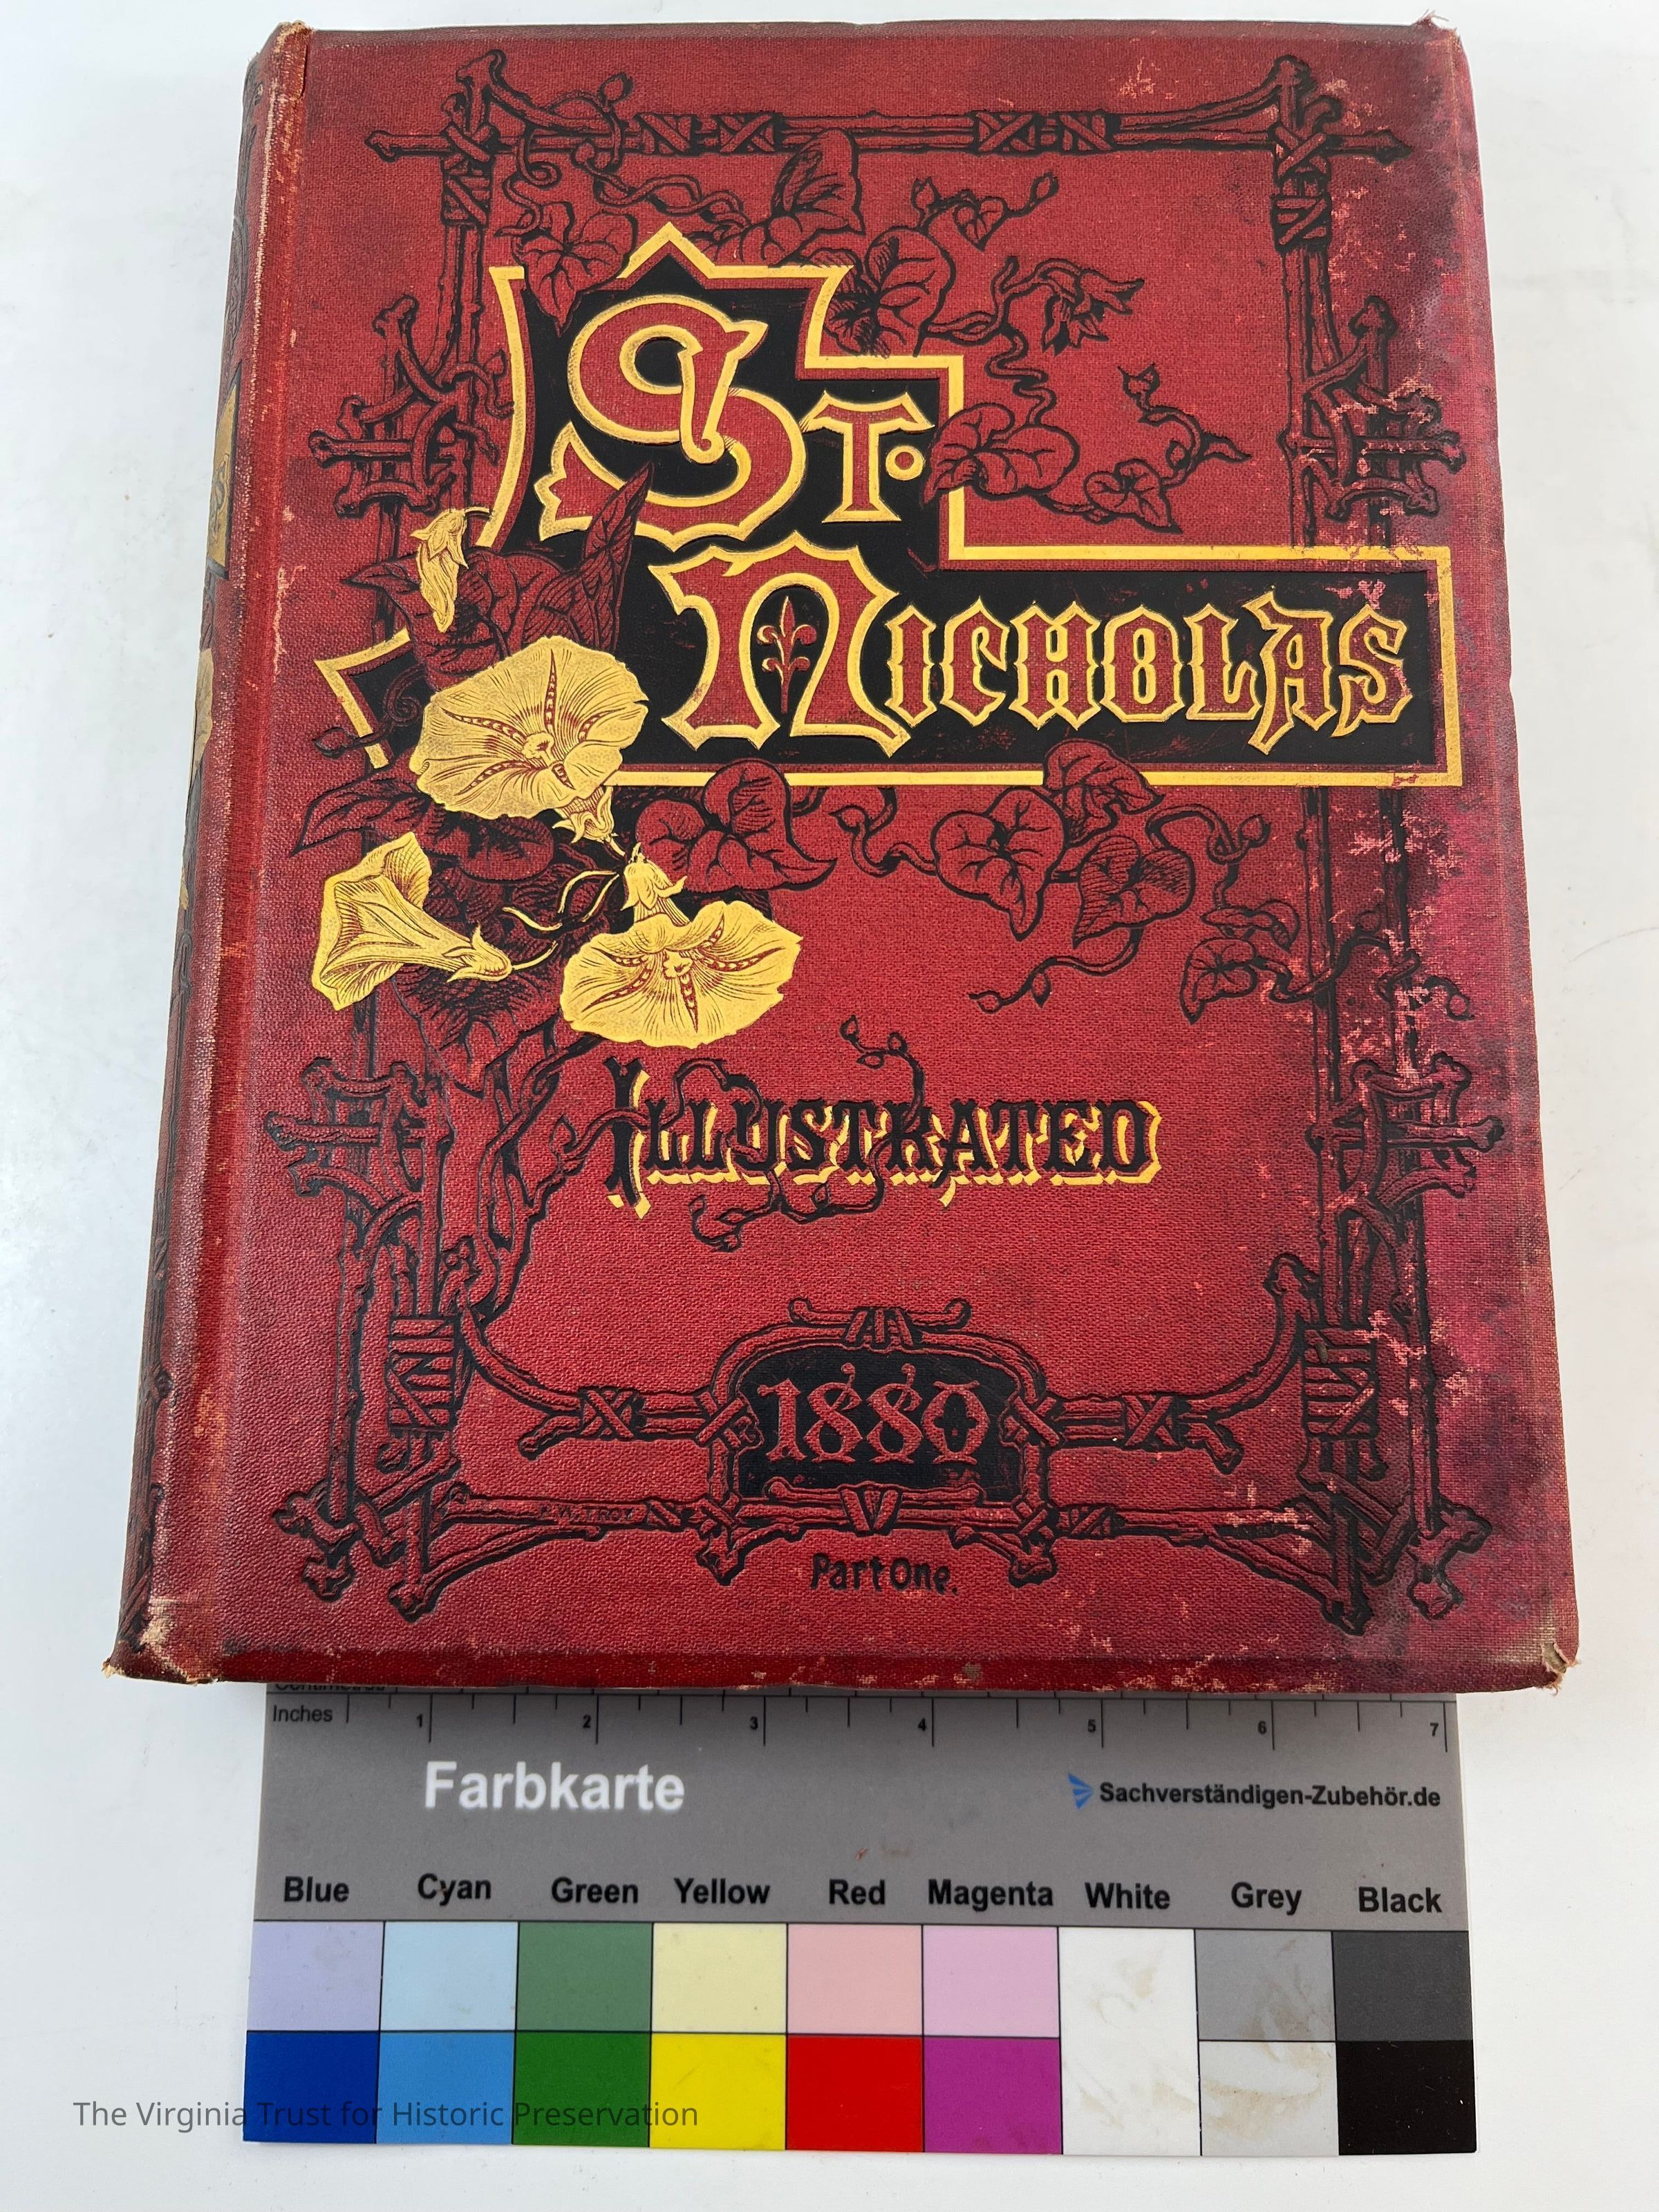 St.
Nicholas
Illustrated
1880
Part One.
Centimetres
Inches 1 2 3 4 5 6 7
Farbkarte
Sachverständigen-Zubehör.de
Blue Cyan Green Yellow Red Magenta White Grey Black
The Virginia Trust for Historic Preservation